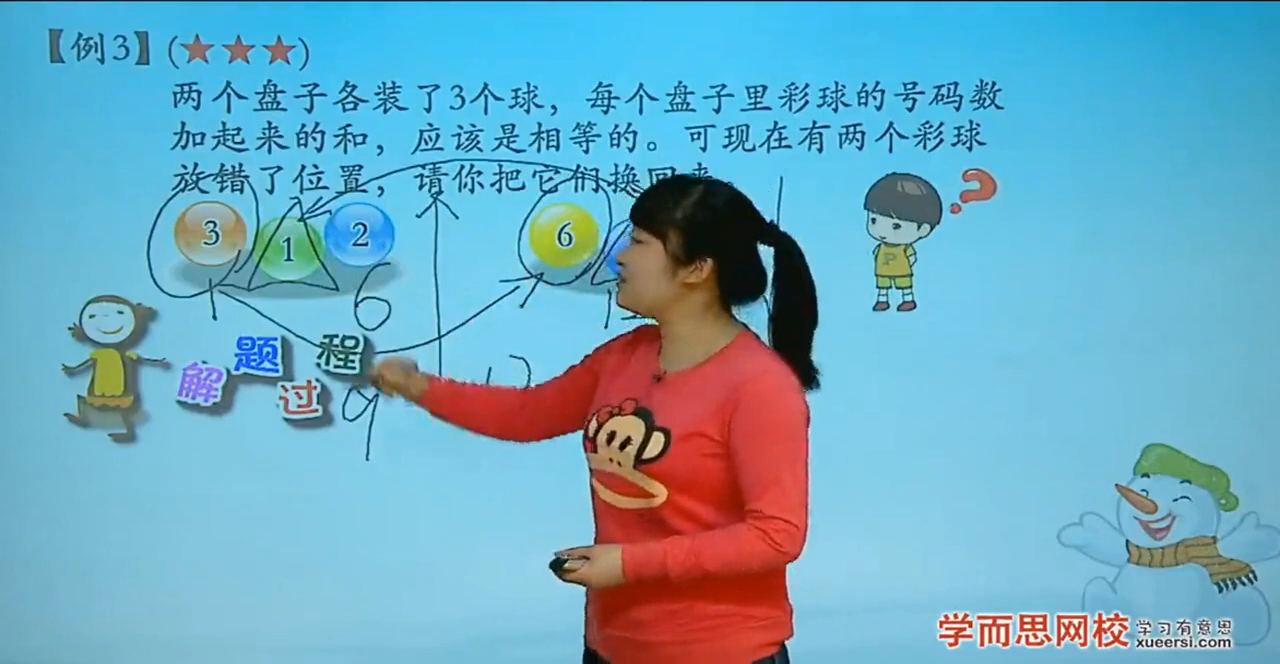 【例3】(★★★)
两个盘子各装了3个球，每个盘子里彩球的号码数
加起来的和，应该是相等的。可现在有两个彩球
放错了位置，请你把它们换回来
3 1 2 6
6
解题过程
9
P
学而思网校 学习有意思
xueersi.com